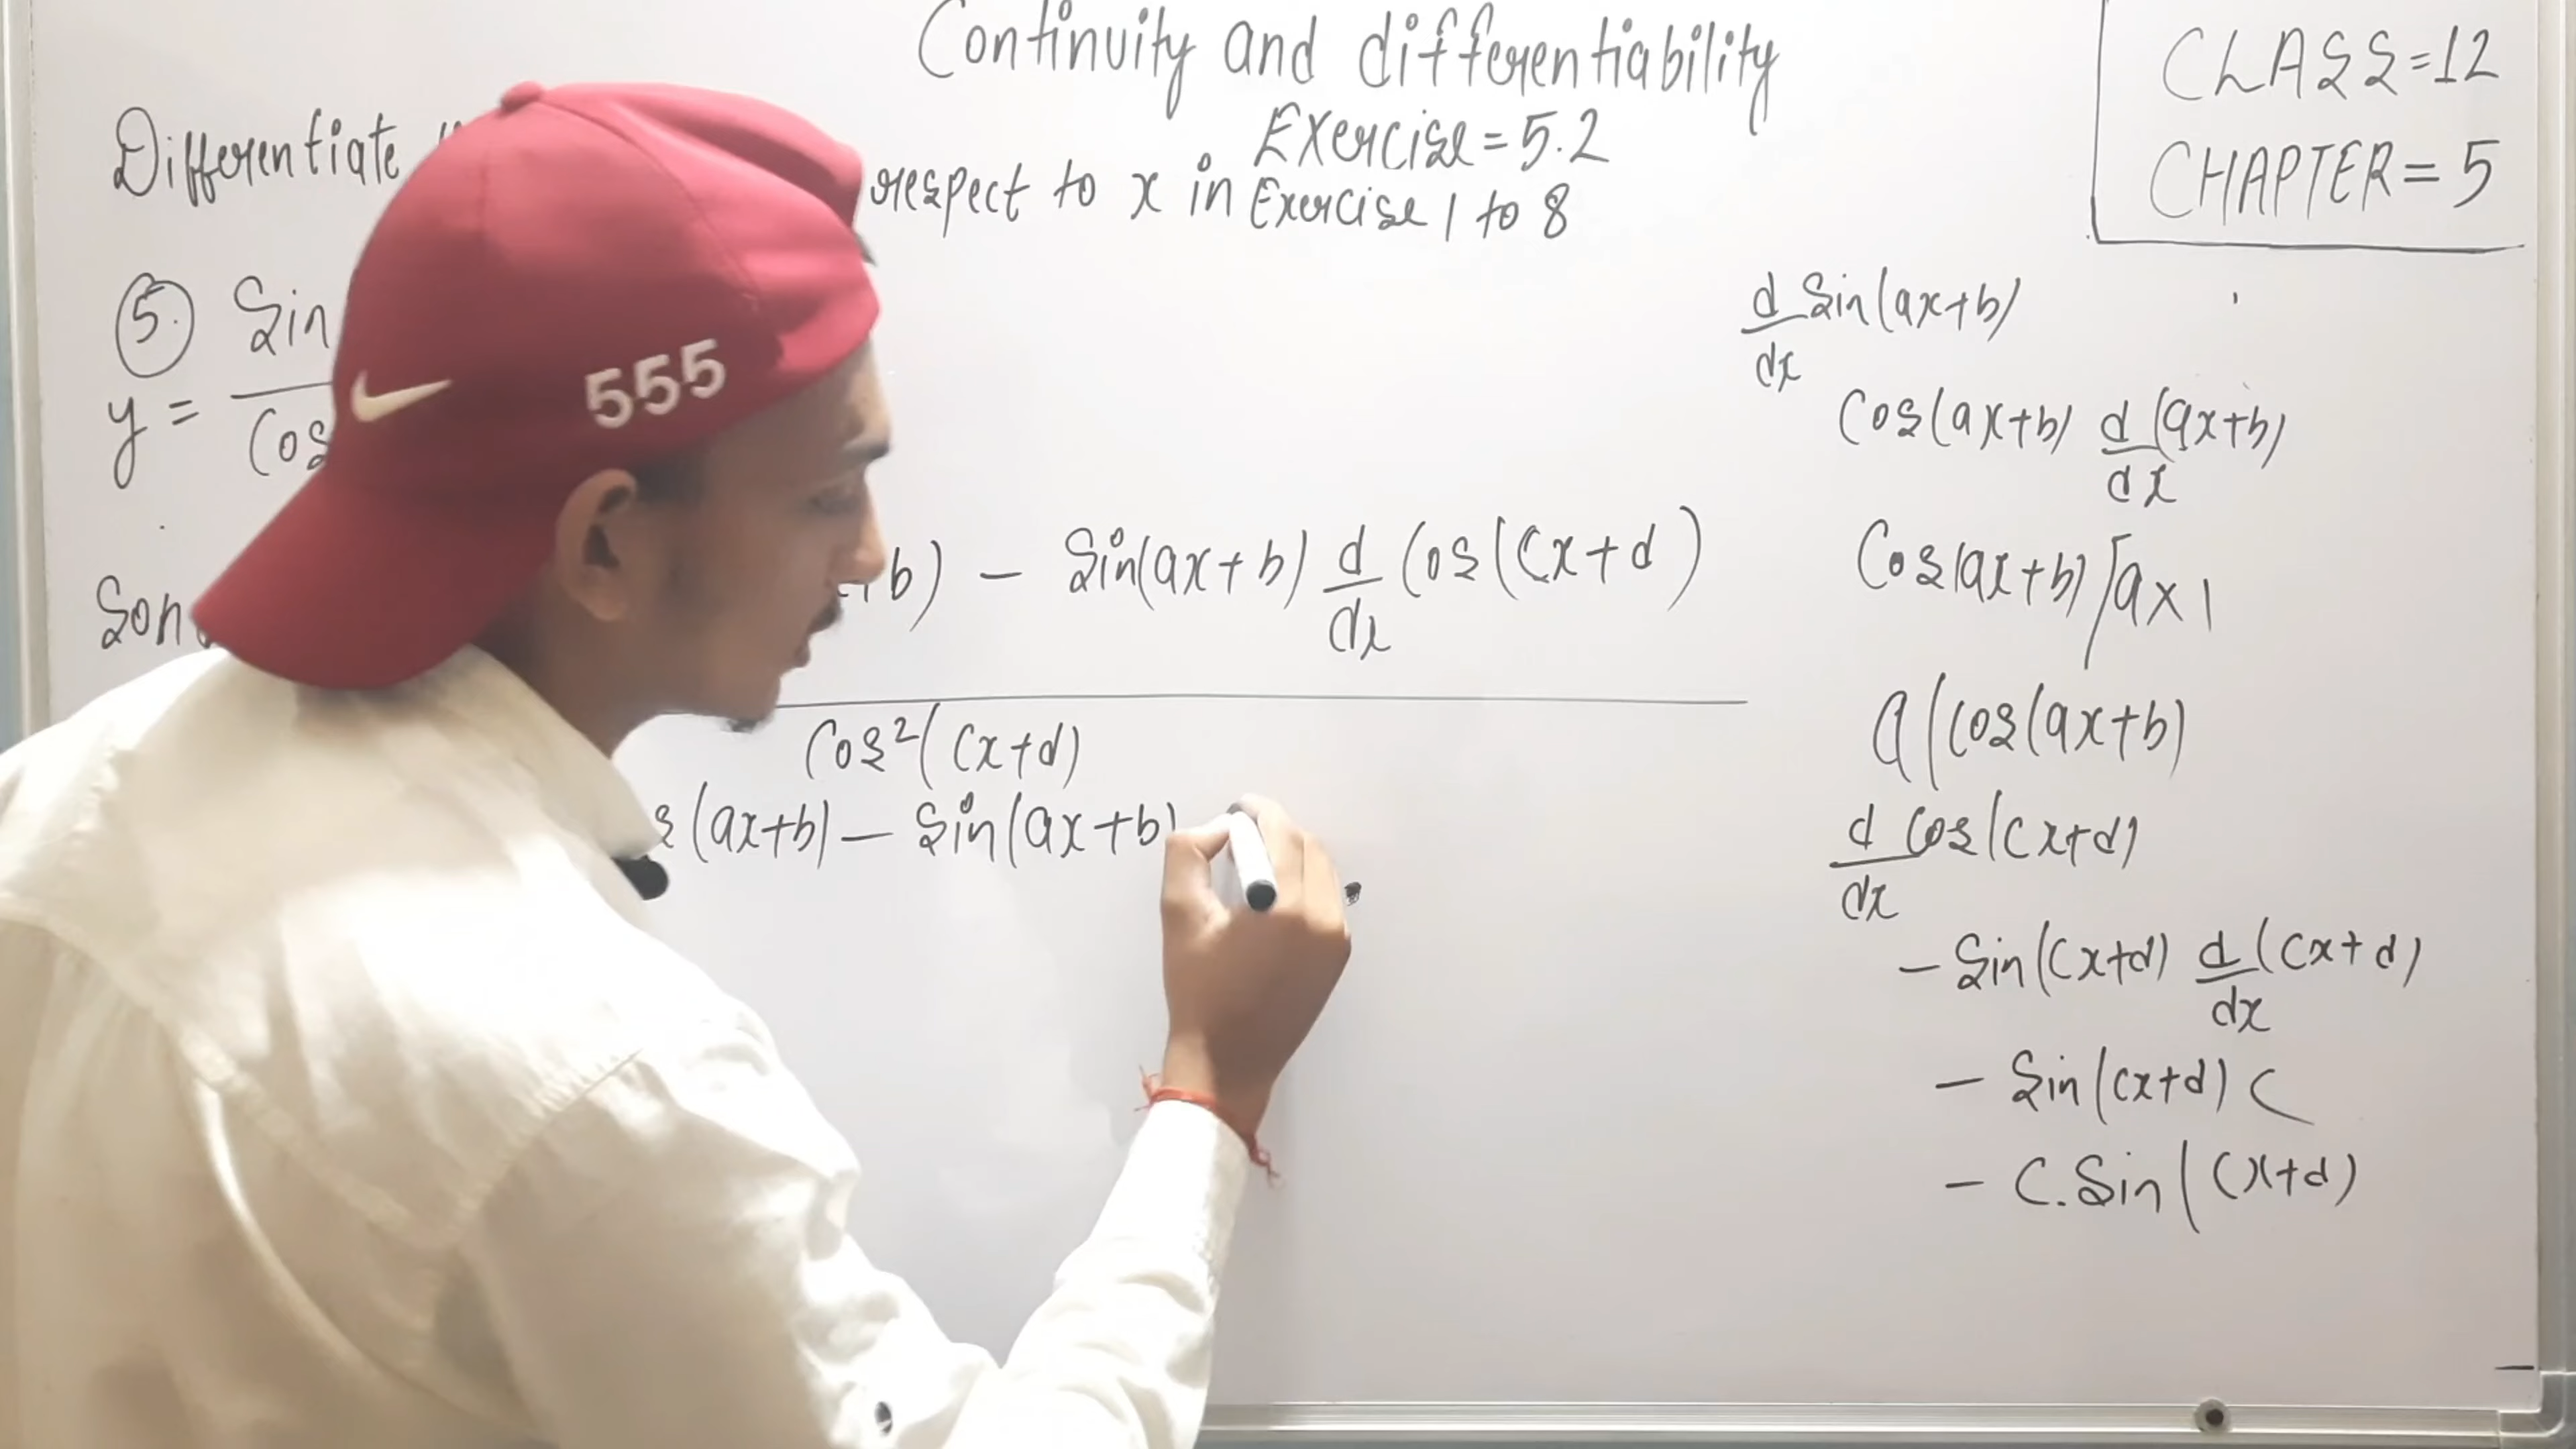 Continuity and differentiability
CLASS=12
CHAPTER=5
Exercise=5.2
Differentiate
respect to x in Exercise 1 to 8
5. Sin
y = Cos
555
d/dx Sin(ax+b)
Cos(ax+b) d/dx (ax+b)
Cos(ax+b) a×1
a(cos(ax+b)
d/dx Cos(cx+d)
-Sin(cx+d) d/dx (cx+d)
- Sin(cx+d) c
- C.Sin(cx+d)
+b) - Sin(ax+b) d/dx Cos(cx+d)
Cos²(cx+d)
s(ax+b) - Sin(ax+b)